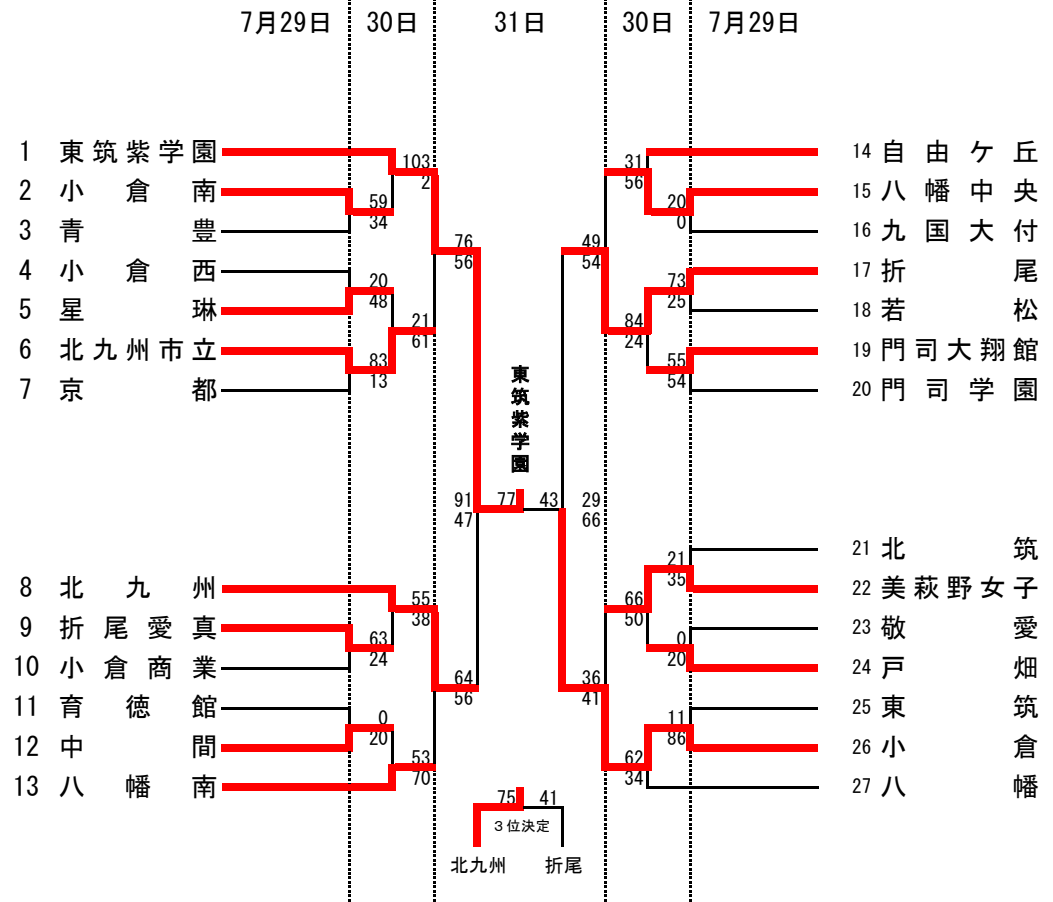 7月29日 30日 31日 30日 7月29日
1 東筑紫学園
2 小倉南
3 青豊
4 小倉西
5 星琳
6 北九州市立
7 京都
8 北九州
9 折尾愛真
10 小倉商業
11 育徳館
12 中間
13 八幡南
59
34
20
48
83
13
63
24
0
20
103
2
21
61
55
38
53
70
76
56
64
56
91
47
東筑紫学園
77 43
75 41
3位決定
北九州 折尾
29
66
49
54
36
41
31
56
84
24
66
50
62
34
20
0
73
25
55
54
21
35
0
20
11
86
14 自由ケ丘
15 八幡中央
16 九国大付
17 折尾
18 若松
19 門司大翔館
20 門司学園
21 北筑
22 美萩野女子
23 敬愛
24 戸畑
25 東筑
26 小倉
27 八幡